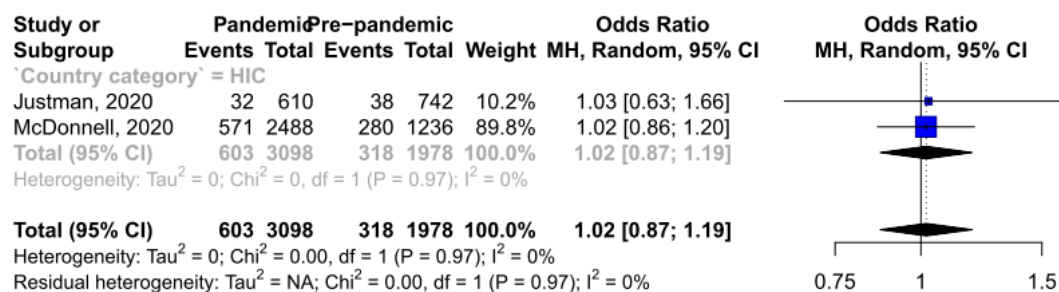 Study or Pandemic Pre−pandemic Odds Ratio Odds Ratio
Subgroup Events Total Events Total Weight MH, Random, 95% CI MH, Random, 95% CI
`Country category` = HIC
Justman, 2020 32 610 38 742 10.2% 1.03 [0.63; 1.66]
McDonnell, 2020 571 2488 280 1236 89.8% 1.02 [0.86; 1.20]
Total (95% CI) 603 3098 318 1978 100.0% 1.02 [0.87; 1.19]
Heterogeneity: Tau² = 0; Chi² = 0, df = 1 (P = 0.97); I² = 0%
Total (95% CI) 603 3098 318 1978 100.0% 1.02 [0.87; 1.19]
Heterogeneity: Tau² = 0; Chi² = 0.00, df = 1 (P = 0.97); I² = 0%
Residual heterogeneity: Tau² = NA; Chi² = 0.00, df = 1 (P = 0.97); I² = 0%
0.75 1 1.5